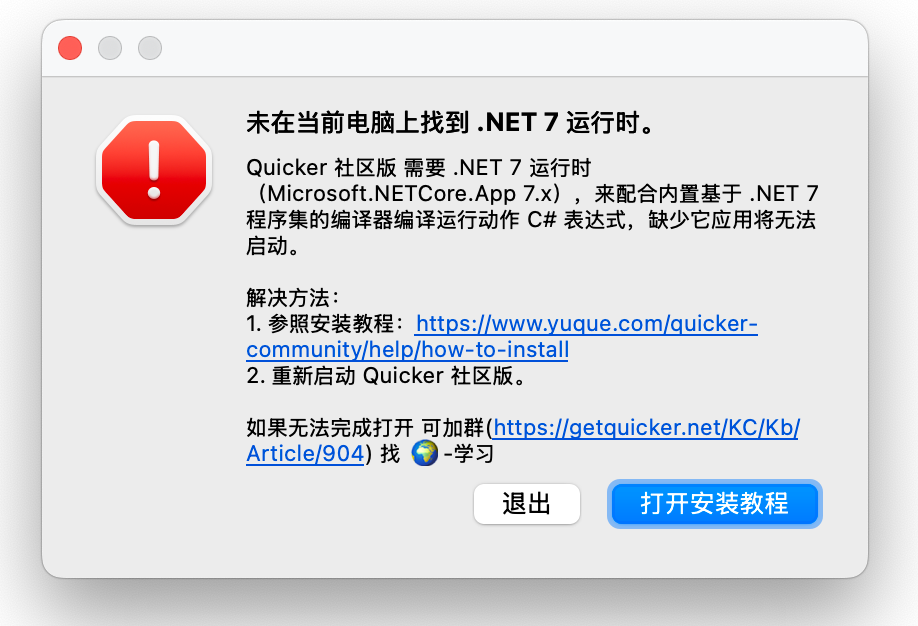 未在当前电脑上找到 .NET 7 运行时。
Quicker 社区版 需要 .NET 7 运行时
（Microsoft.NETCore.App 7.x），来配合内置基于 .NET 7
程序集的编译器编译运行动作 C# 表达式，缺少它应用将无法
启动。
解决方法：
1. 参照安装教程：https://www.yuque.com/quicker-
community/help/how-to-install
2. 重新启动 Quicker 社区版。
如果无法完成打开 可加群(https://getquicker.net/KC/Kb/
Article/904) 找 🌍-学习
退出
打开安装教程